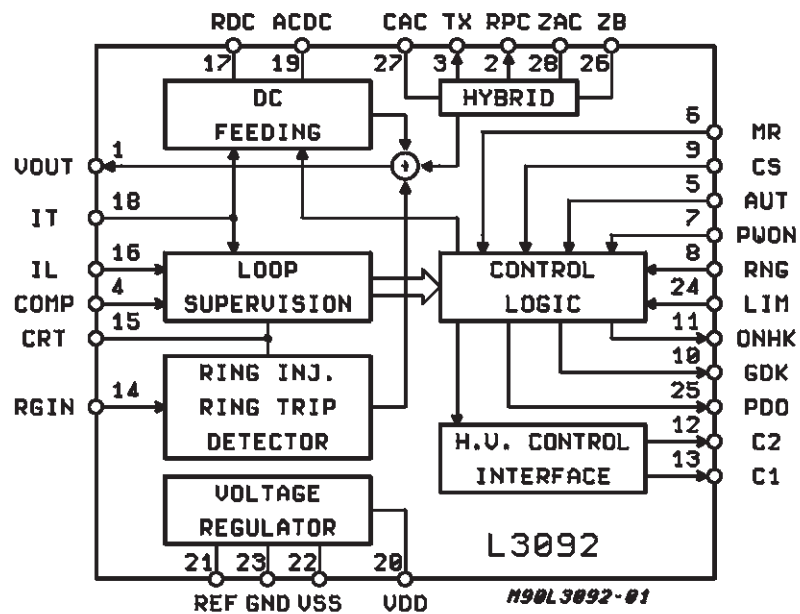 RDC ACDC CAC TX RPC ZAC ZB
17 19 27 3 2 28 26
DC
FEEDING
HYBRID
6 MR
1
VOUT
9 CS
18
IT
5 AUT
7 PWON
16
IL
LOOP
SUPERVISION
CONTROL
LOGIC
8 RNG
4
COMP
24 LIM
15
CRT
11 ONHK
10 GDK
14
RGIN
RING INJ.
RING TRIP
DETECTOR
25 PDO
H.V. CONTROL
INTERFACE
12 C2
13 C1
VOLTAGE
REGULATOR
L3092
21 23 22 20
REF GND VSS VDD
M90L3092-01